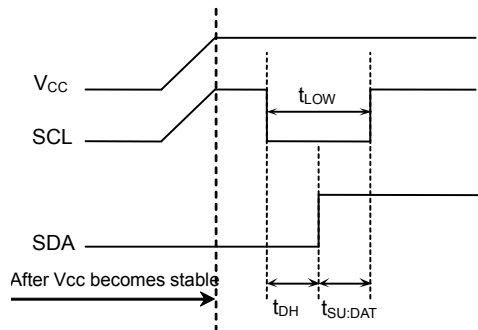 VCC
tLOW
SCL
SDA
After Vcc becomes stable
tDH
tSU:DAT